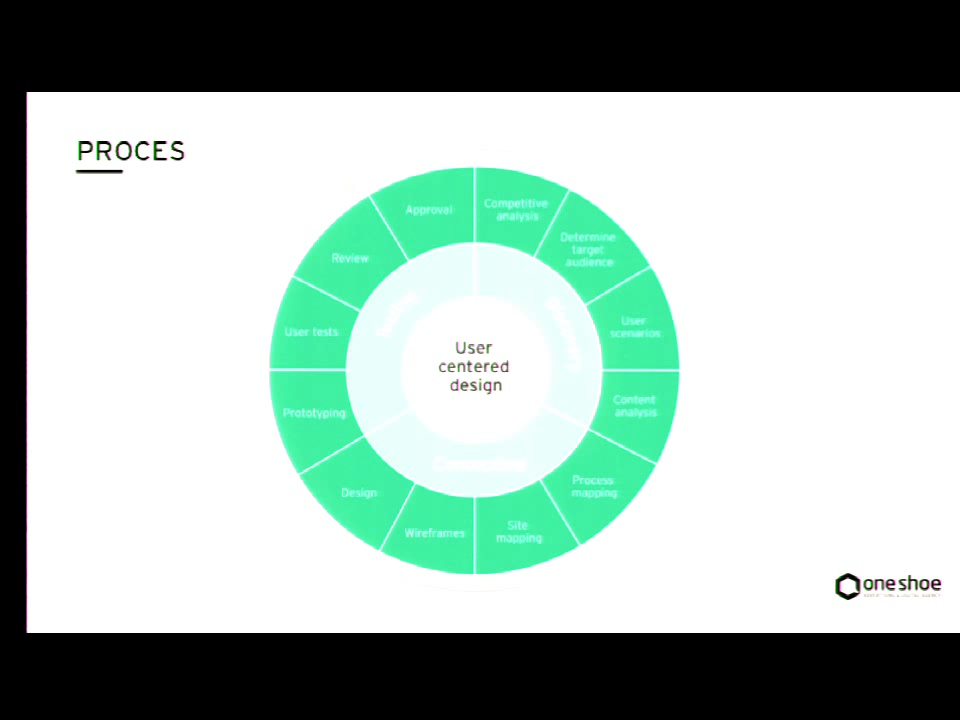 PROCES
Competitive
analysis
Determine
target
audience
User
scenarios
Content
analysis
Process
mapping
Site
mapping
Wireframes
Design
Prototyping
User tests
Review
Approval
User
centered
design
oneshoe